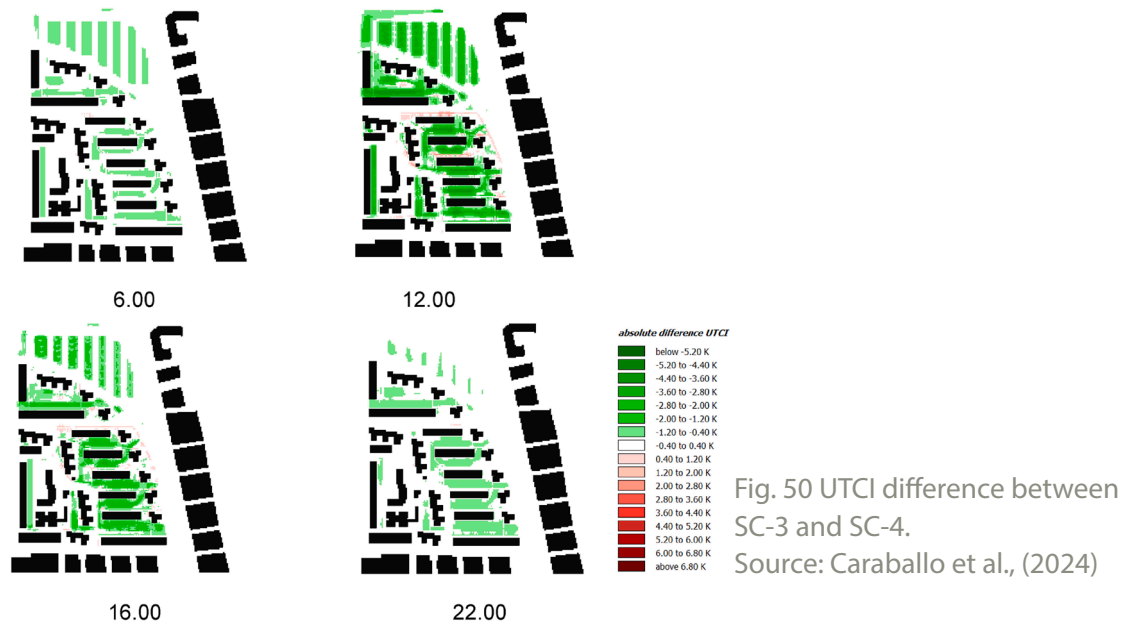 6.00
12.00
16.00
22.00
absolute difference UTCI
below -5.20 K
-5.20 to -4.40 K
-4.40 to -3.60 K
-3.60 to -2.80 K
-2.80 to -2.00 K
-2.00 to -1.20 K
-1.20 to -0.40 K
-0.40 to 0.40 K
0.40 to 1.20 K
1.20 to 2.00 K
2.00 to 2.80 K
2.80 to 3.60 K
3.60 to 4.40 K
4.40 to 5.20 K
5.20 to 6.00 K
6.00 to 6.80 K
above 6.80 K
Fig. 50 UTCI difference between
SC-3 and SC-4.
Source: Caraballo et al., (2024)